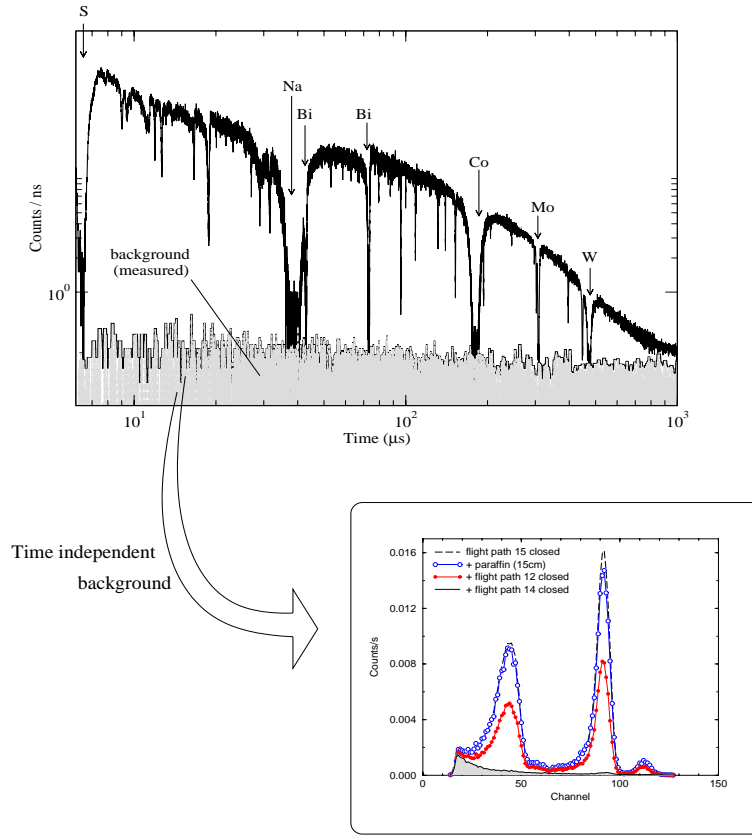 S
Na
Bi
Bi
Co
Mo
W
Counts / ns
background
(measured)
10⁰
10¹
10²
10³
Time (μs)
Time independent
background
flight path 15 closed
+ paraffin (15cm)
+ flight path 12 closed
+ flight path 14 closed
0.016
0.012
0.008
0.004
0.000
Counts/s
0
50
100
150
Channel